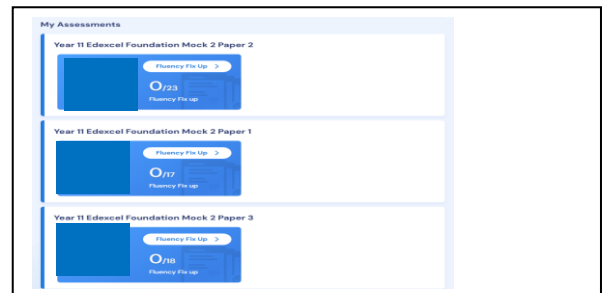 My Assessments
Year 11 Edexcel Foundation Mock 2 Paper 2
Fluency Fix Up >
0/23
Fluency Fix up
Year 11 Edexcel Foundation Mock 2 Paper 1
Fluency Fix Up >
0/17
Fluency Fix up
Year 11 Edexcel Foundation Mock 2 Paper 3
Fluency Fix Up >
0/18
Fluency Fix up